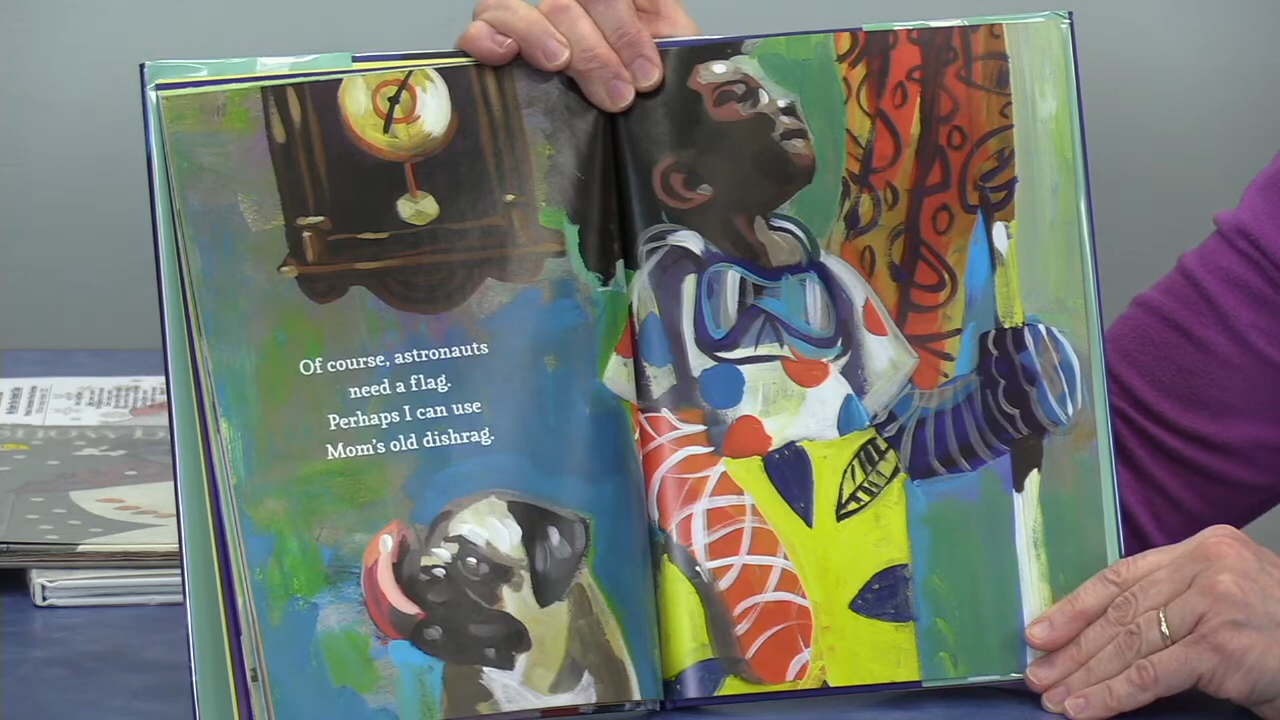 Of course, astronauts
need a flag.
Perhaps I can use
Mom's old dishrag.